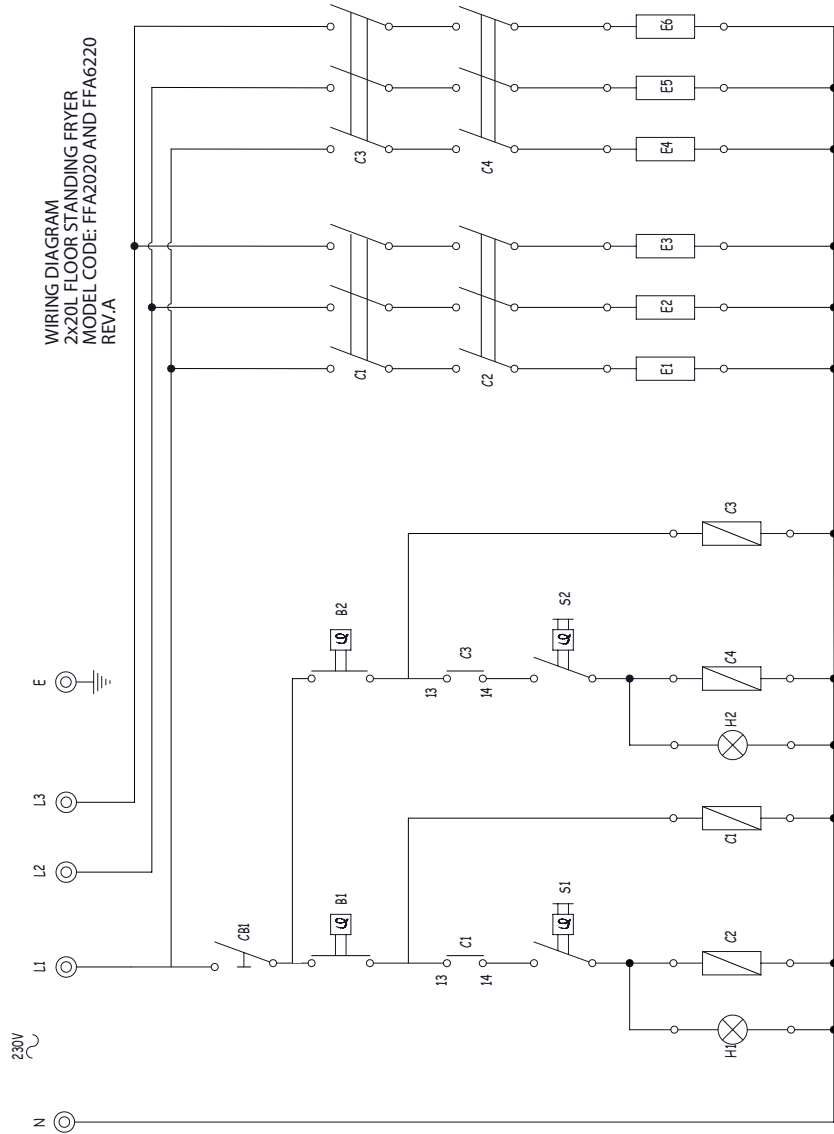 WIRING DIAGRAM
2x20L FLOOR STANDING FRYER
MODEL CODE: FFA2020 AND FFA6220
REV.A
230V
N
L1
L2
L3
E
CB1
B1
B2
13
C1
14
13
C3
14
S1
S2
H1
C2
C1
H2
C4
C3
C1
C3
C2
C4
E1
E2
E3
E4
E5
E6